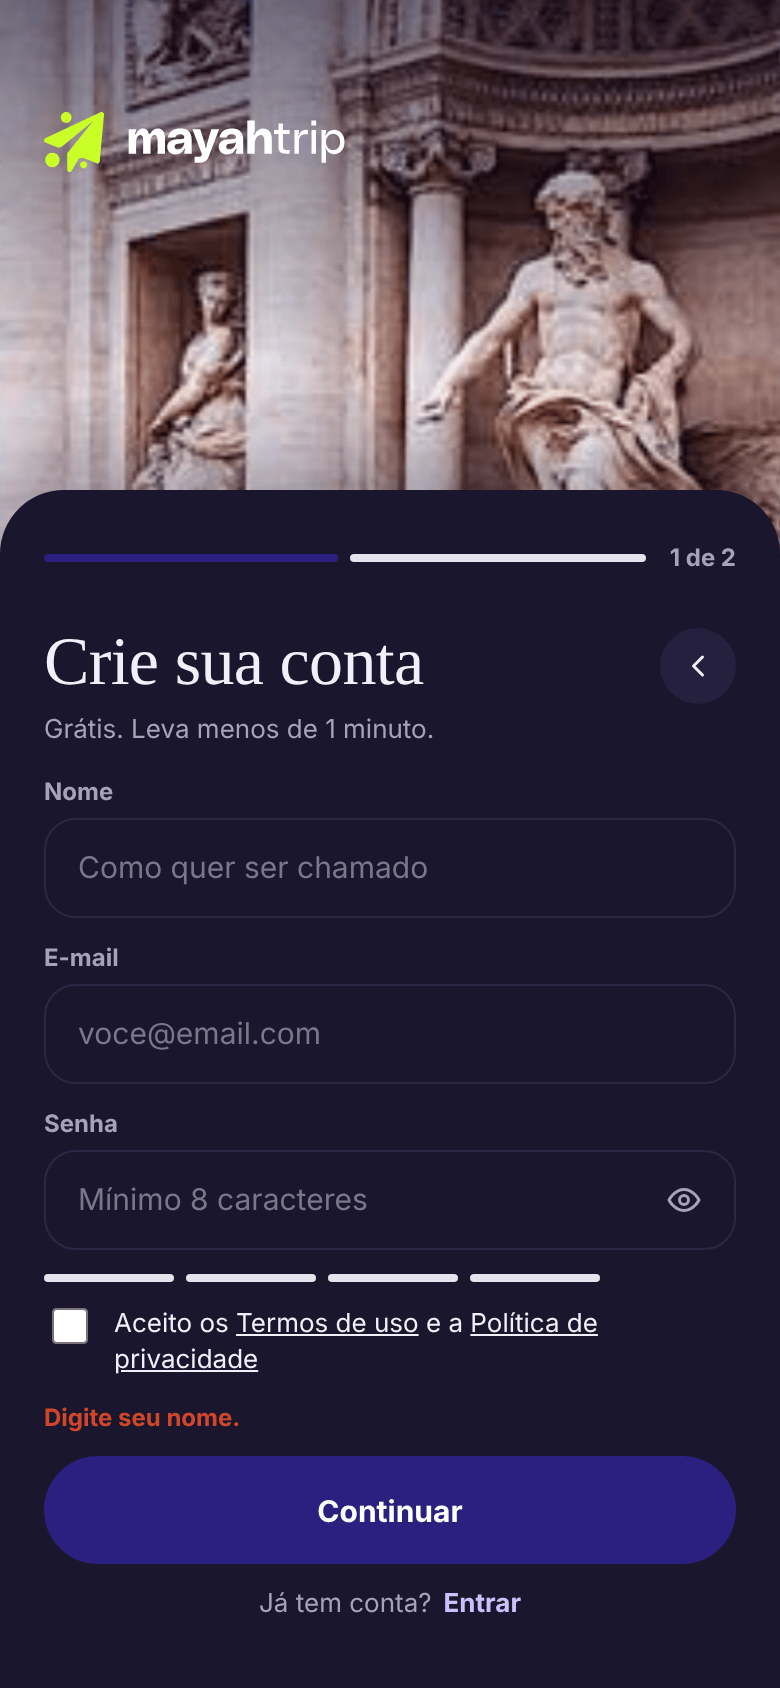 mayahtrip
1 de 2
Crie sua conta
Grátis. Leva menos de 1 minuto.
Nome
Como quer ser chamado
E-mail
voce@email.com
Senha
Mínimo 8 caracteres
Aceito os Termos de uso e a Política de
privacidade
Digite seu nome.
Continuar
Já tem conta? Entrar